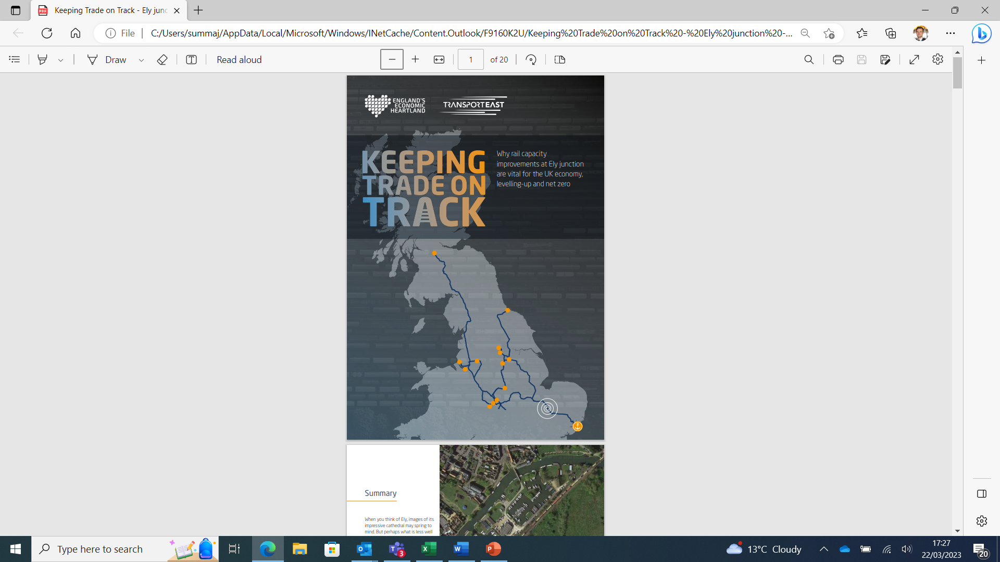 Keeping Trade on Track - Ely junc
File
C:/Users/summaj/AppData/Local/Microsoft/Windows/INetCache/Content.Outlook/F9160K2U/Keeping%20Trade%20on%20Track%20-%20Ely%20junction%20-...
Draw
Read aloud
1
of 20
ENGLAND'S
ECONOMIC
HEARTLAND
TRANSPORTEAST
KEEPING
TRADE ON
TRACK
Why rail capacity
improvements at Ely junction
are vital for the UK economy,
levelling-up and net zero
Summary
When you think of Ely, images of its
impressive cathedral may spring to
mind. But perhaps what is less well
Type here to search
3
13°C Cloudy
17:27
22/03/2023
20